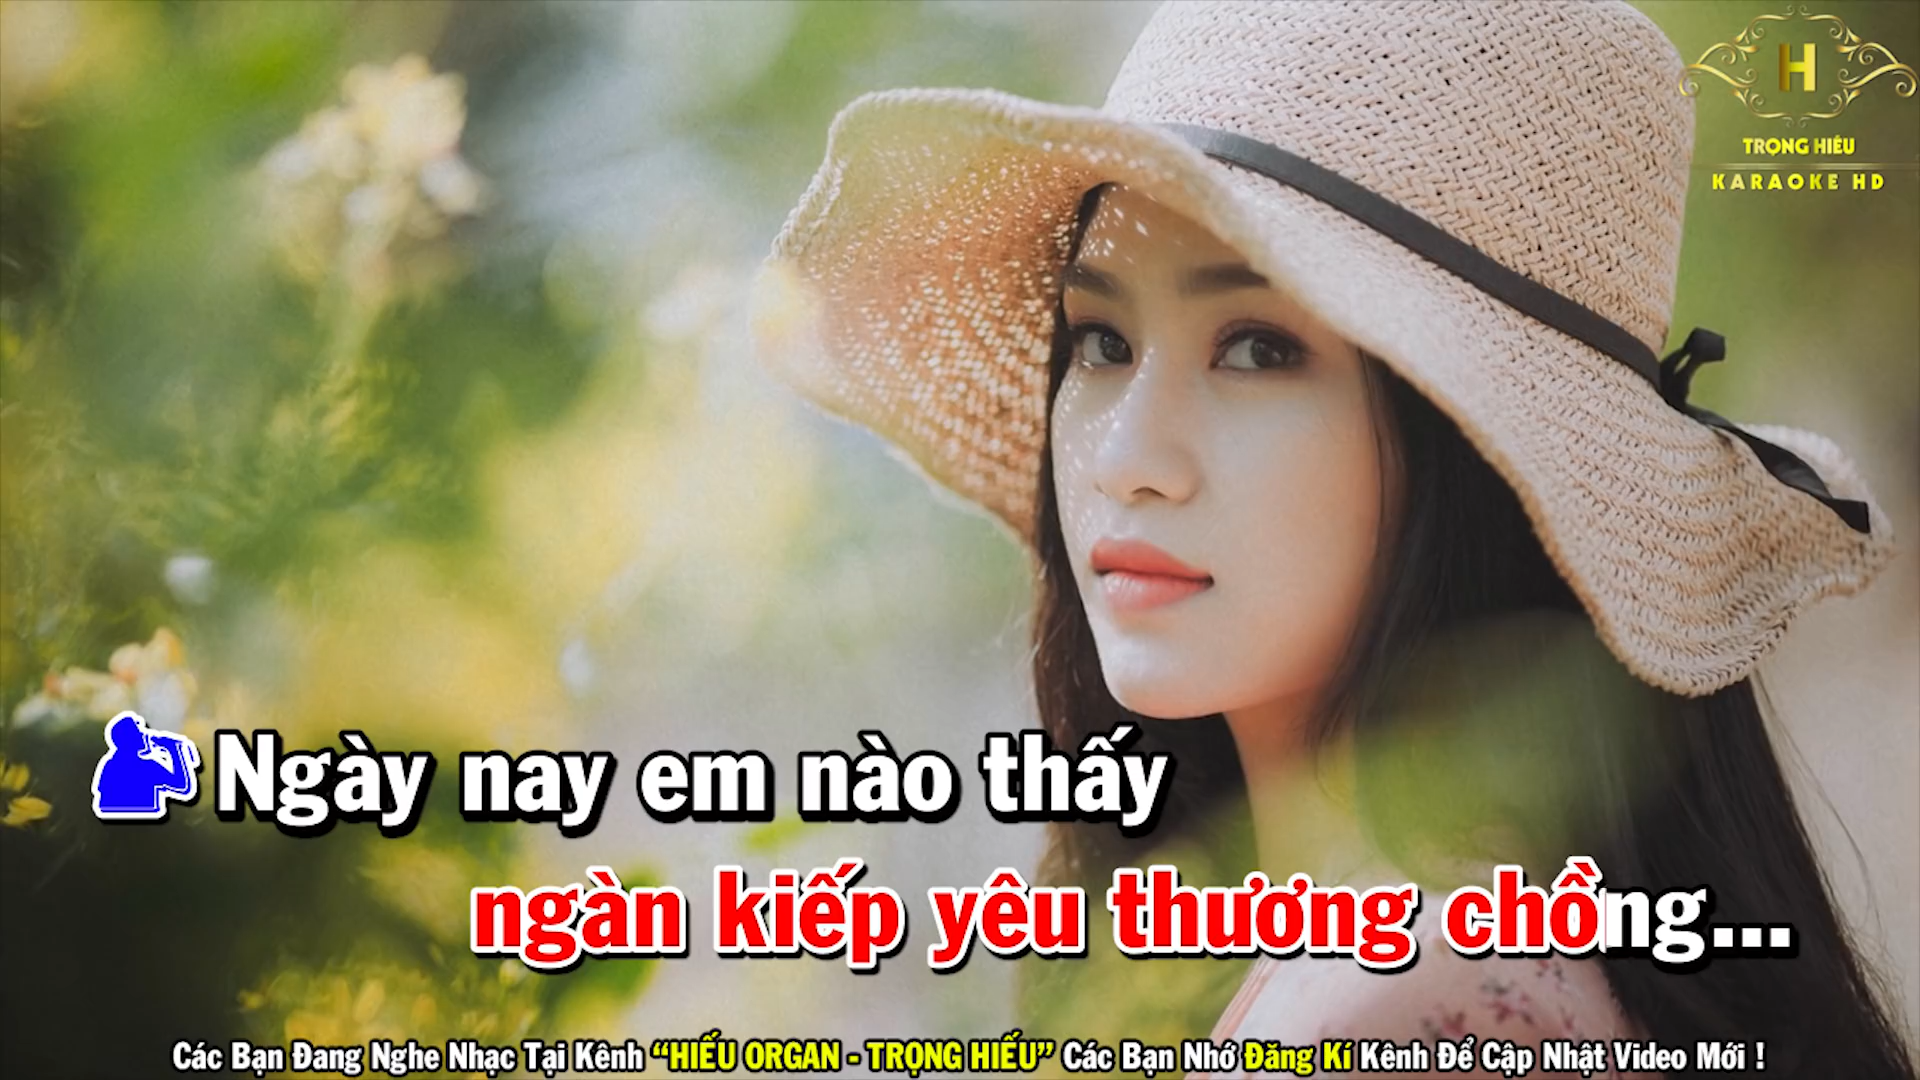 H
TRỌNG HIẾU
KARAOKE HD
Ngày nay em nào thấy
ngàn kiếp yêu thương chồng...
Các Bạn Đang Nghe Nhạc Tại Kênh “HIẾU ORGAN - TRỌNG HIẾU” Các Bạn Nhớ Đăng Kí Kênh Để Cập Nhật Video Mới !